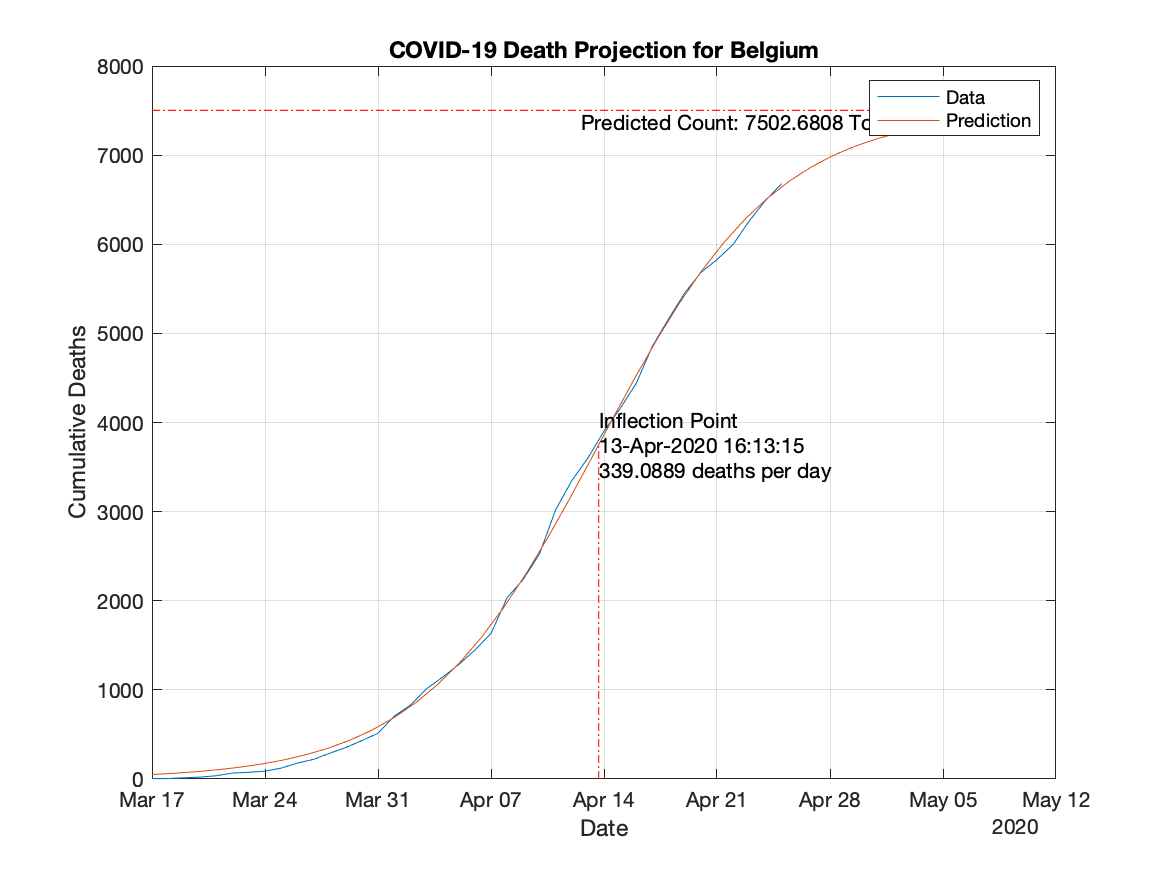 COVID-19 Death Projection for Belgium
8000
7000
6000
5000
4000
3000
2000
1000
0
Cumulative Deaths
Data
Prediction
Predicted Count: 7502.6808
Inflection Point
13-Apr-2020 16:13:15
339.0889 deaths per day
Mar 17 Mar 24 Mar 31 Apr 07 Apr 14 Apr 21 Apr 28 May 05 May 12
Date
2020